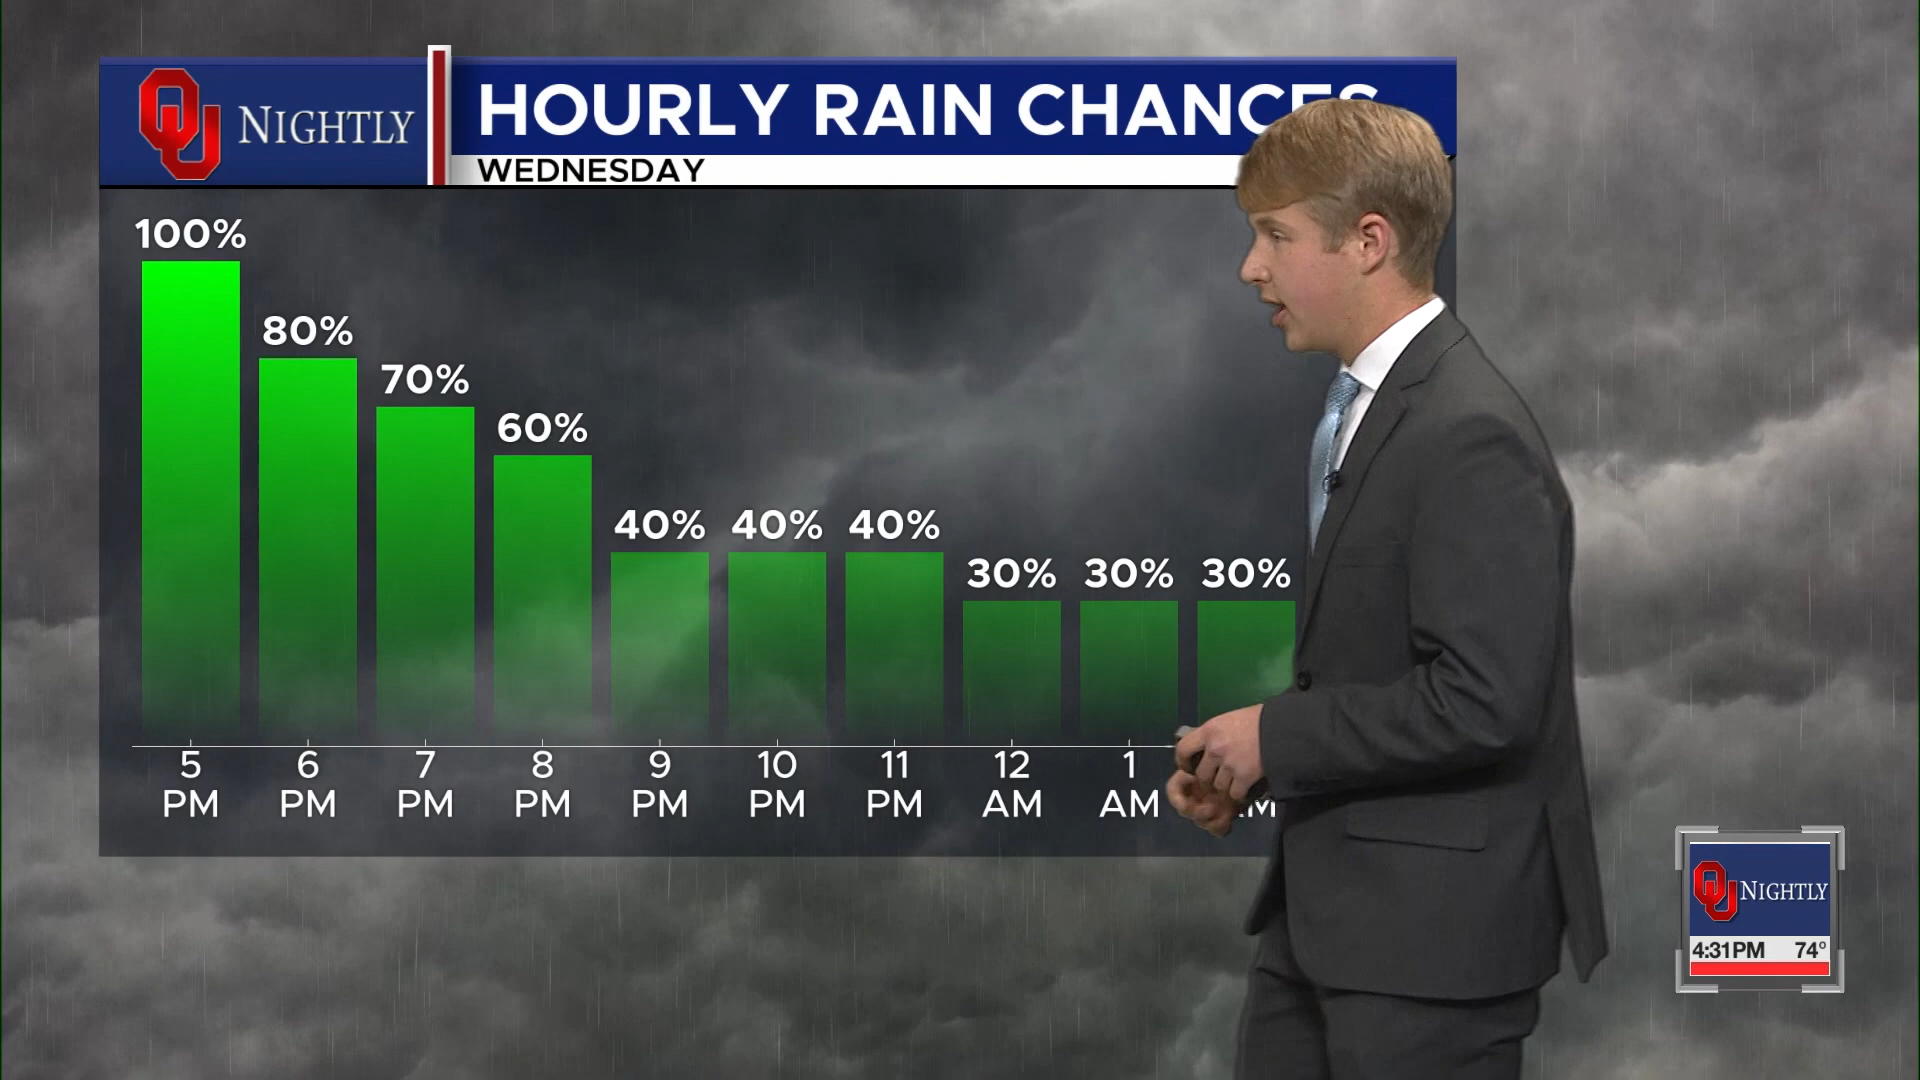 OU NIGHTLY
HOURLY RAIN CHANCES
WEDNESDAY
100%
80%
70%
60%
40%
40%
40%
30%
30%
30%
5 PM
6 PM
7 PM
8 PM
9 PM
10 PM
11 PM
12 AM
1 AM
OU NIGHTLY
4:31PM 74°